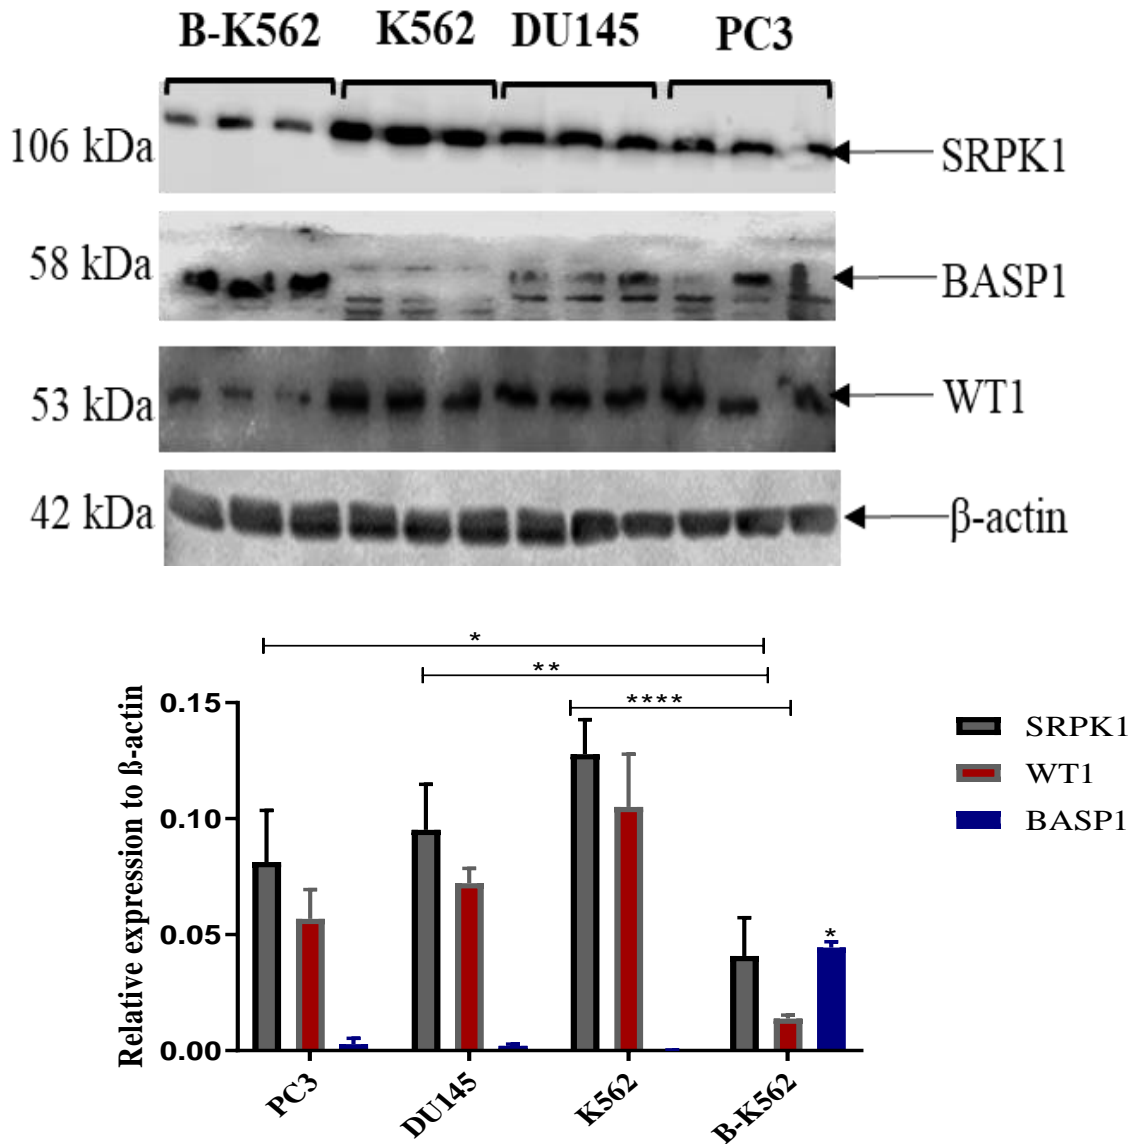 B-K562 K562 DU145 PC3
106 kDa SRPK1
58 kDa BASP1
53 kDa WT1
42 kDa β-actin
*
**
****
Relative expression to ß-actin
0.15
0.10
0.05
0.00
*
PC3 DU145 K562 B-K562
SRPK1
WT1
BASP1